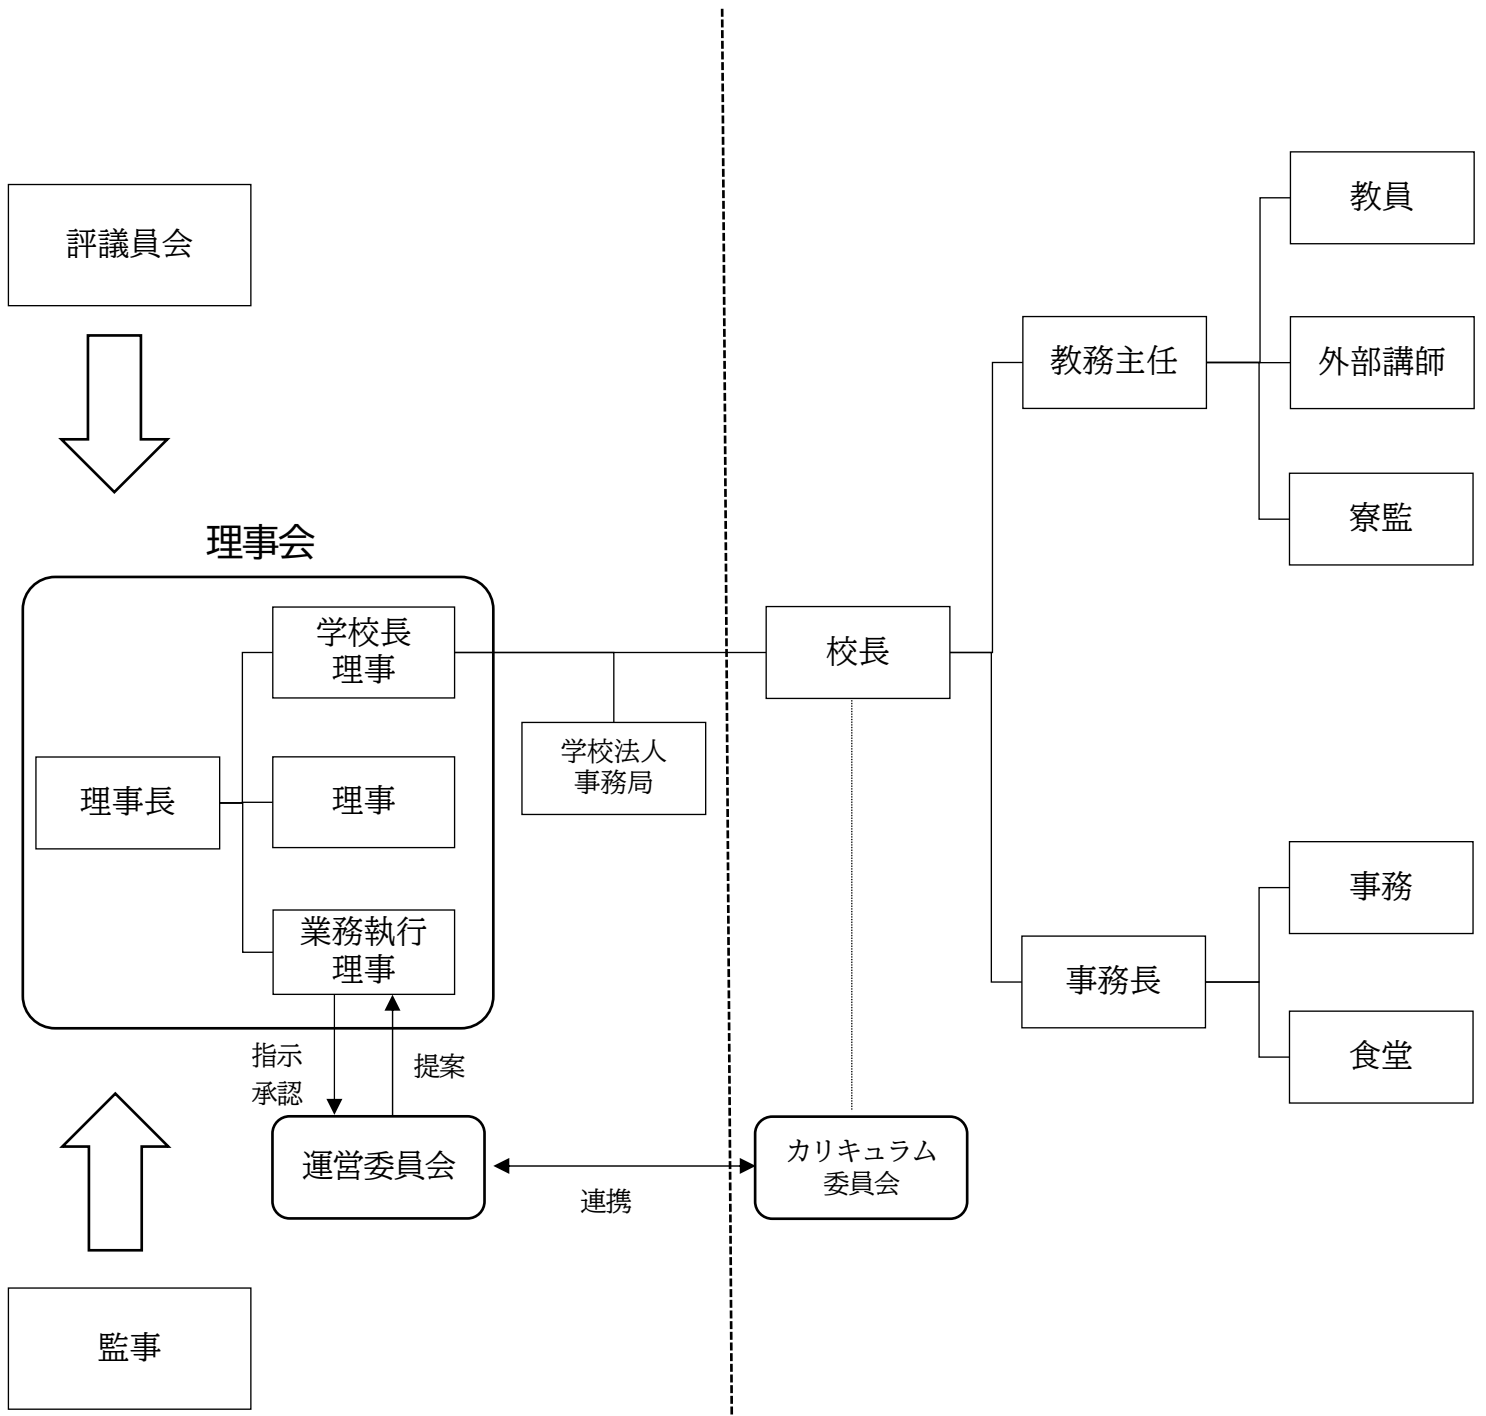 評議員会
理事会
学校長
理事
理事長
理事
業務執行
理事
学校法人
事務局
指示
承認
提案
運営委員会
連携
監事
校長
カリキュラム
委員会
教務主任
教員
外部講師
寮監
事務長
事務
食堂